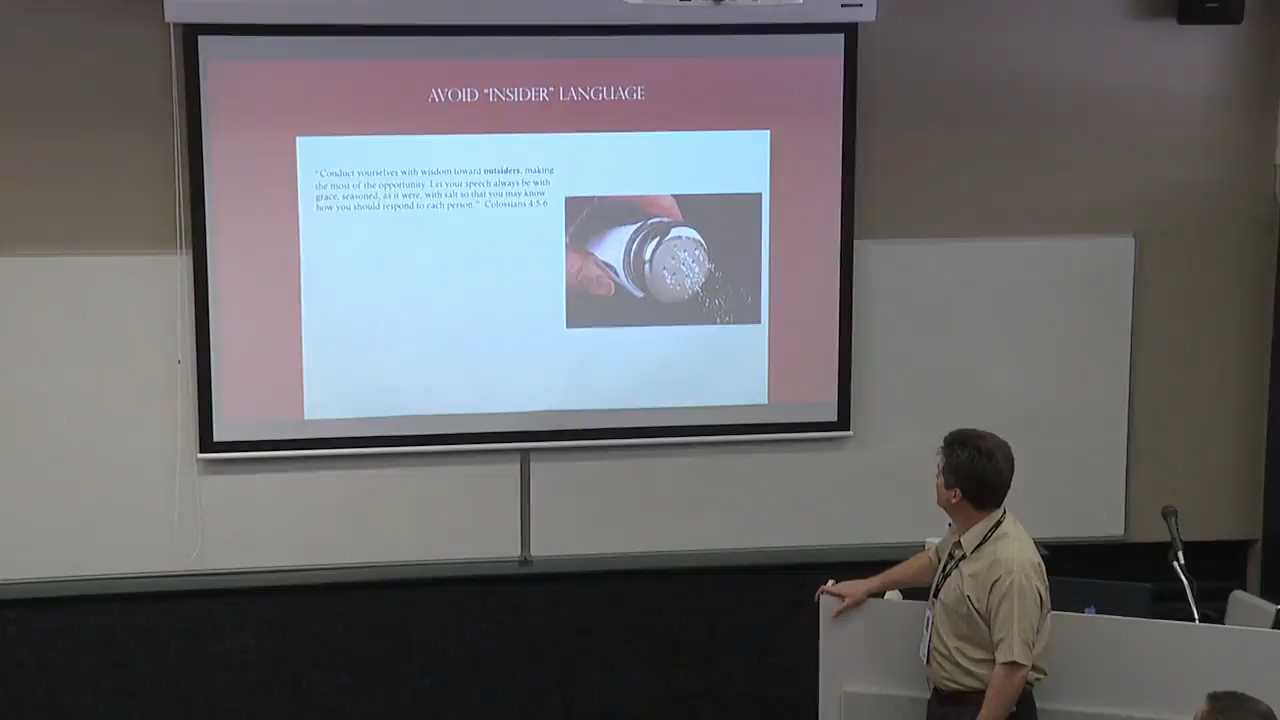 AVOID "INSIDER" LANGUAGE
"Conduct yourselves with wisdom toward outsiders, making
the most of the opportunity. Let your speech always be with
grace, seasoned, as it were, with salt so that you may know
how you should respond to each person." Colossians 4:5-6